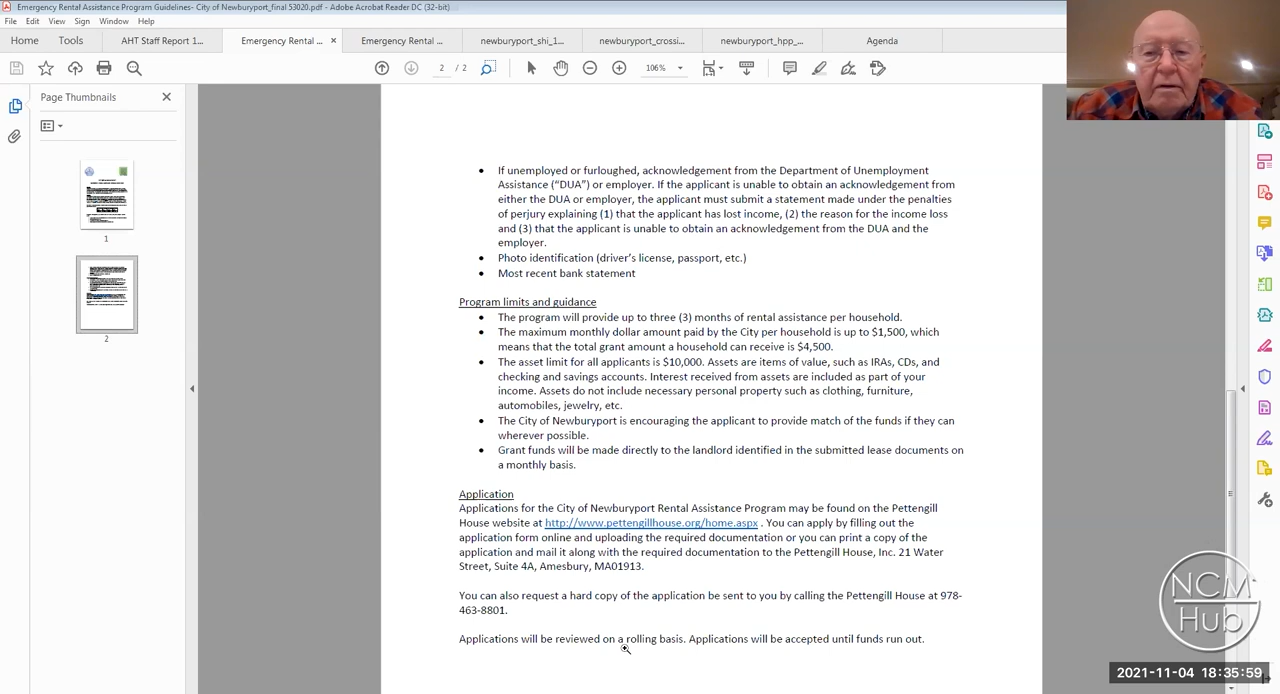 Emergency Rental Assistance Program Guidelines- City of Newburyport_final 53020.pdf - Adobe Acrobat Reader DC (32-bit)
File Edit View Sign Window Help
Home Tools AHT Staff Report 1... Emergency Rental ... × Emergency Rental ... newburyport_shi_1... newburyport_crossi... newburyport_hpp_... Agenda
2 / 2 106%
Page Thumbnails ×
1
2
• If unemployed or furloughed, acknowledgement from the Department of Unemployment
Assistance (“DUA”) or employer. If the applicant is unable to obtain an acknowledgement from
either the DUA or employer, the applicant must submit a statement made under the penalties
of perjury explaining (1) that the applicant has lost income, (2) the reason for the income loss
and (3) that the applicant is unable to obtain an acknowledgement from the DUA and the
employer.
• Photo identification (driver’s license, passport, etc.)
• Most recent bank statement
Program limits and guidance
• The program will provide up to three (3) months of rental assistance per household.
• The maximum monthly dollar amount paid by the City per household is up to $1,500, which
means that the total grant amount a household can receive is $4,500.
• The asset limit for all applicants is $10,000. Assets are items of value, such as IRAs, CDs, and
checking and savings accounts. Interest received from assets are included as part of your
income. Assets do not include necessary personal property such as clothing, furniture,
automobiles, jewelry, etc.
• The City of Newburyport is encouraging the applicant to provide match of the funds if they can
wherever possible.
• Grant funds will be made directly to the landlord identified in the submitted lease documents on
a monthly basis.
Application
Applications for the City of Newburyport Rental Assistance Program may be found on the Pettengill
House website at http://www.pettengillhouse.org/home.aspx . You can apply by filling out the
application form online and uploading the required documentation or you can print a copy of the
application and mail it along with the required documentation to the Pettengill House, Inc. 21 Water
Street, Suite 4A, Amesbury, MA01913.
You can also request a hard copy of the application be sent to you by calling the Pettengill House at 978-
463-8801.
Applications will be reviewed on a rolling basis. Applications will be accepted until funds run out.
NCM
Hub
2021-11-04 18:35:59